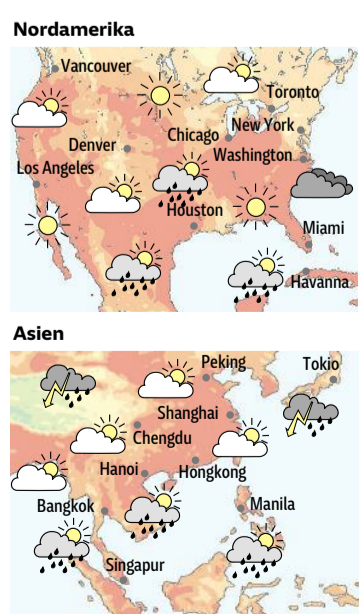 Nordamerika
Vancouver
Toronto
Chicago
New York
Denver
Washington
Los Angeles
Houston
Miami
Havanna
Asien
Peking
Tokio
Shanghai
Chengdu
Hanoi
Hongkong
Bangkok
Manila
Singapur